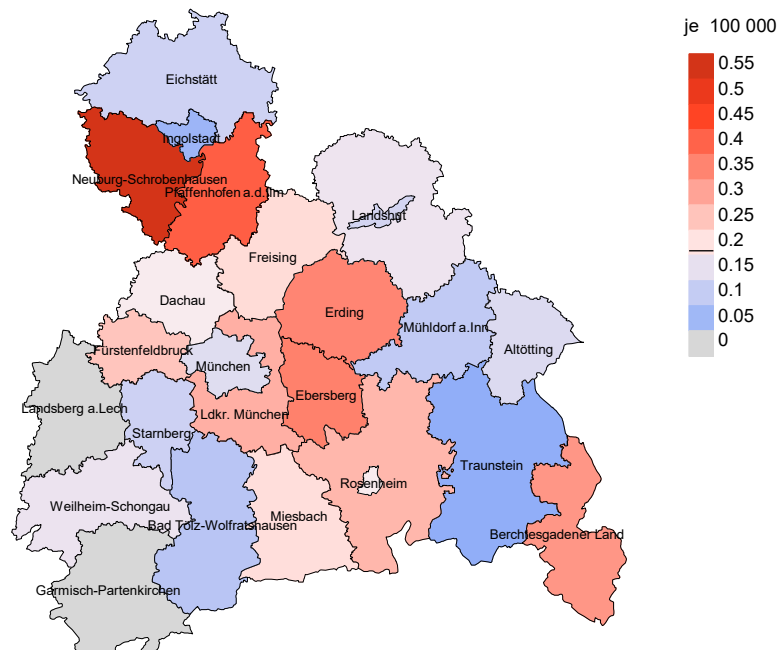 je 100 000
0.55
0.5
0.45
0.4
0.35
0.3
0.25
0.2
0.15
0.1
0.05
0
Eichstätt
Ingolstadt
Neuburg-Schrobenhausen
Pfaffenhofen a.d.Ilm
Landshut
Freising
Dachau
Erding
Mühldorf a.Inn
Altötting
Fürstenfeldbruck
München
Ebersberg
Landsberg a.Lech
Ldkr. München
Starnberg
Traunstein
Rosenheim
Weilheim-Schongau
Miesbach
Bad Tölz-Wolfratshausen
Berchtesgadener Land
Garmisch-Partenkirchen